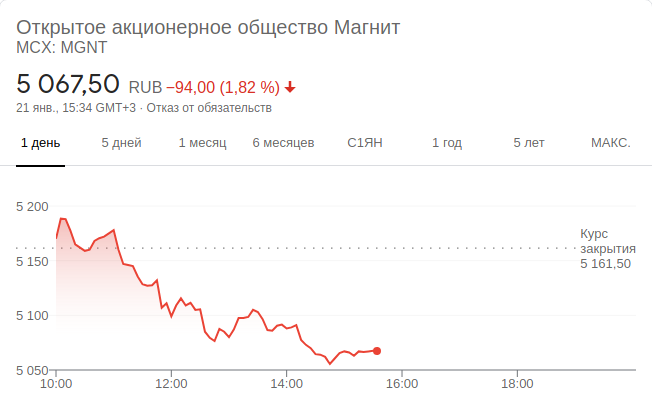 Открытое акционерное общество Магнит
MCX: MGNT
5 067,50 RUB −94,00 (1,82 %)
21 янв., 15:34 GMT+3 · Отказ от обязательств
1 день 5 дней 1 месяц 6 месяцев С1ЯН 1 год 5 лет МАКС.
5 200
Курс
закрытия
5 161,50
5 150
5 100
5 050
10:00 12:00 14:00 16:00 18:00